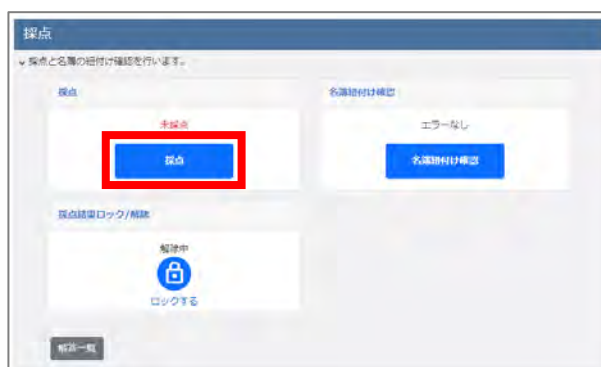 採点
採点と名簿の紐付け確認を行います。
採点
名簿紐付け確認
未採点
エラーなし
採点
名簿紐付け確認
採点結果ロック/解除
解除中
ロックする
解答一覧